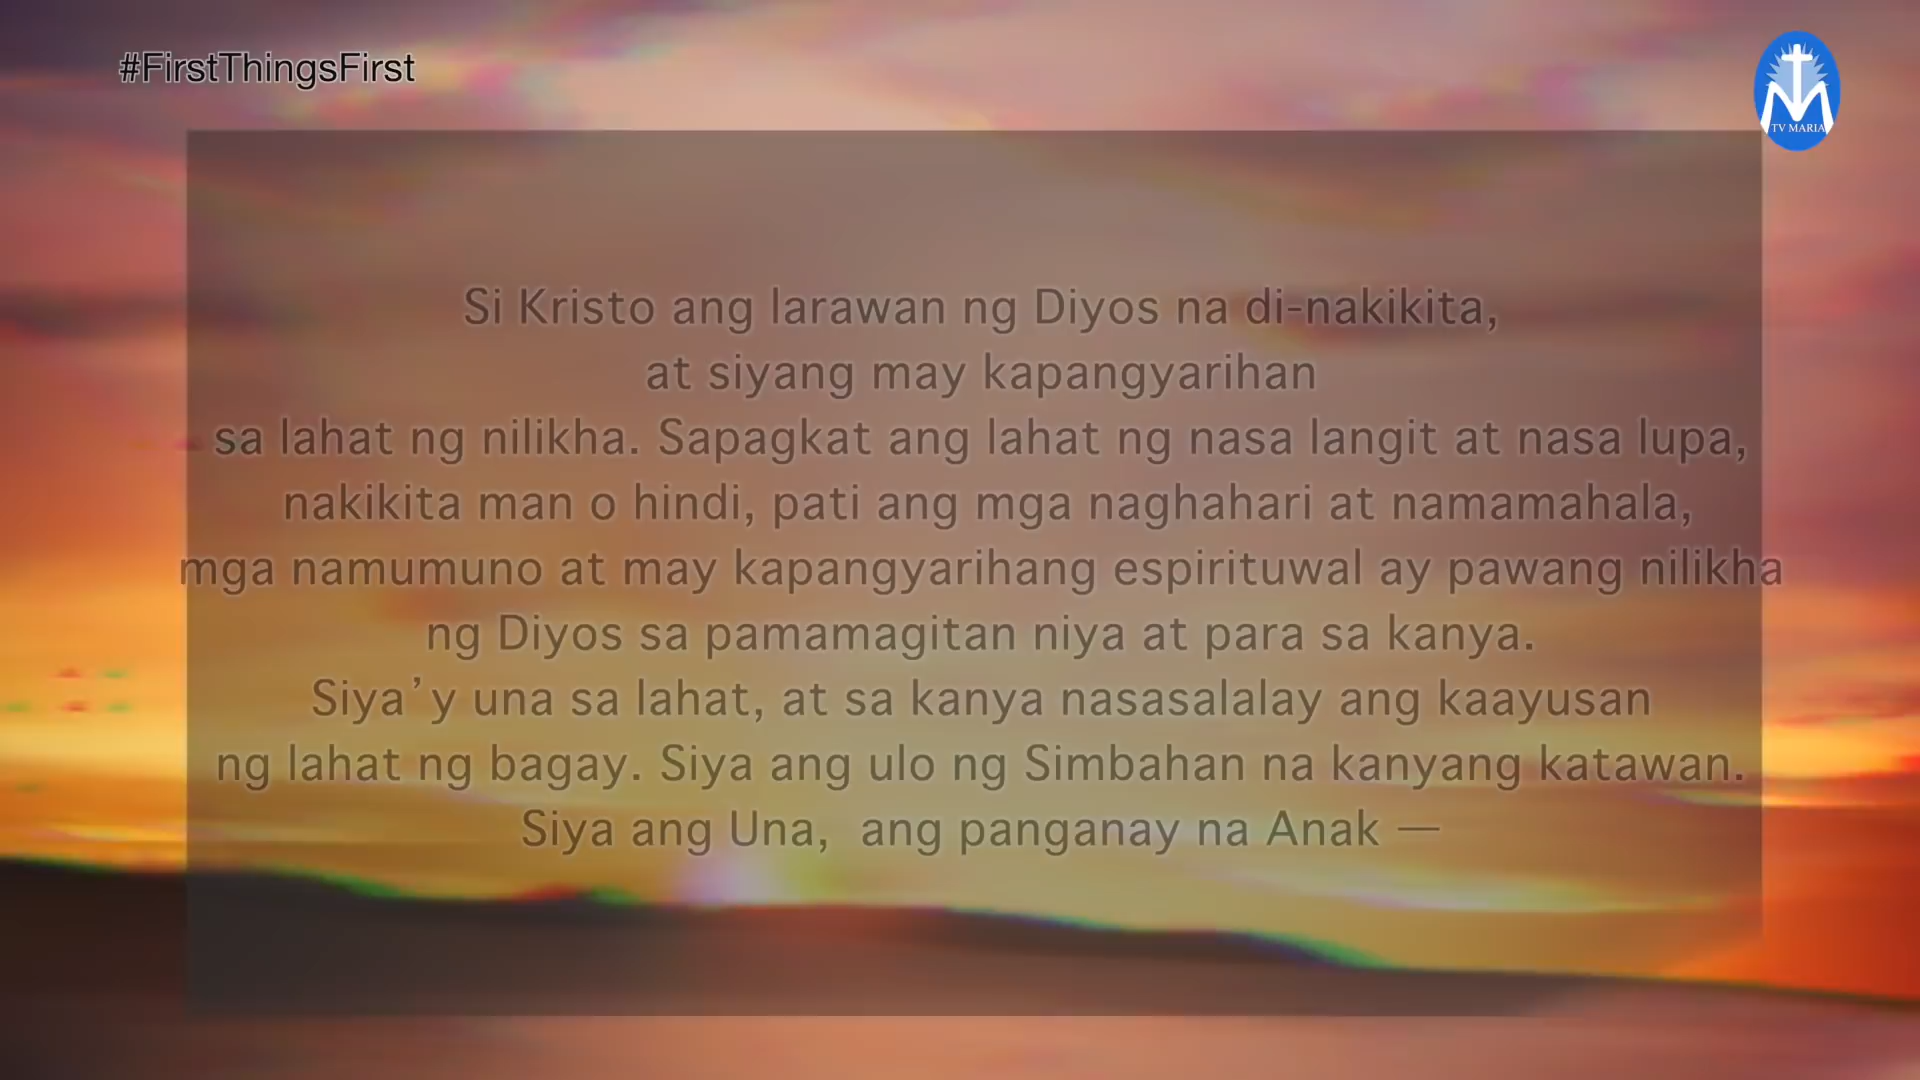 #FirstThingsFirst
TV MARIA
Si Kristo ang larawan ng Diyos na di-nakikita,
at siyang may kapangyarihan
sa lahat ng nilikha. Sapagkat ang lahat ng nasa langit at nasa lupa,
nakikita man o hindi, pati ang mga naghahari at namamahala,
mga namumuno at may kapangyarihang espirituwal ay pawang nilikha
ng Diyos sa pamamagitan niya at para sa kanya.
Siya’y una sa lahat, at sa kanya nasasalalay ang kaayusan
ng lahat ng bagay. Siya ang ulo ng Simbahan na kanyang katawan.
Siya ang Una,  ang panganay na Anak —